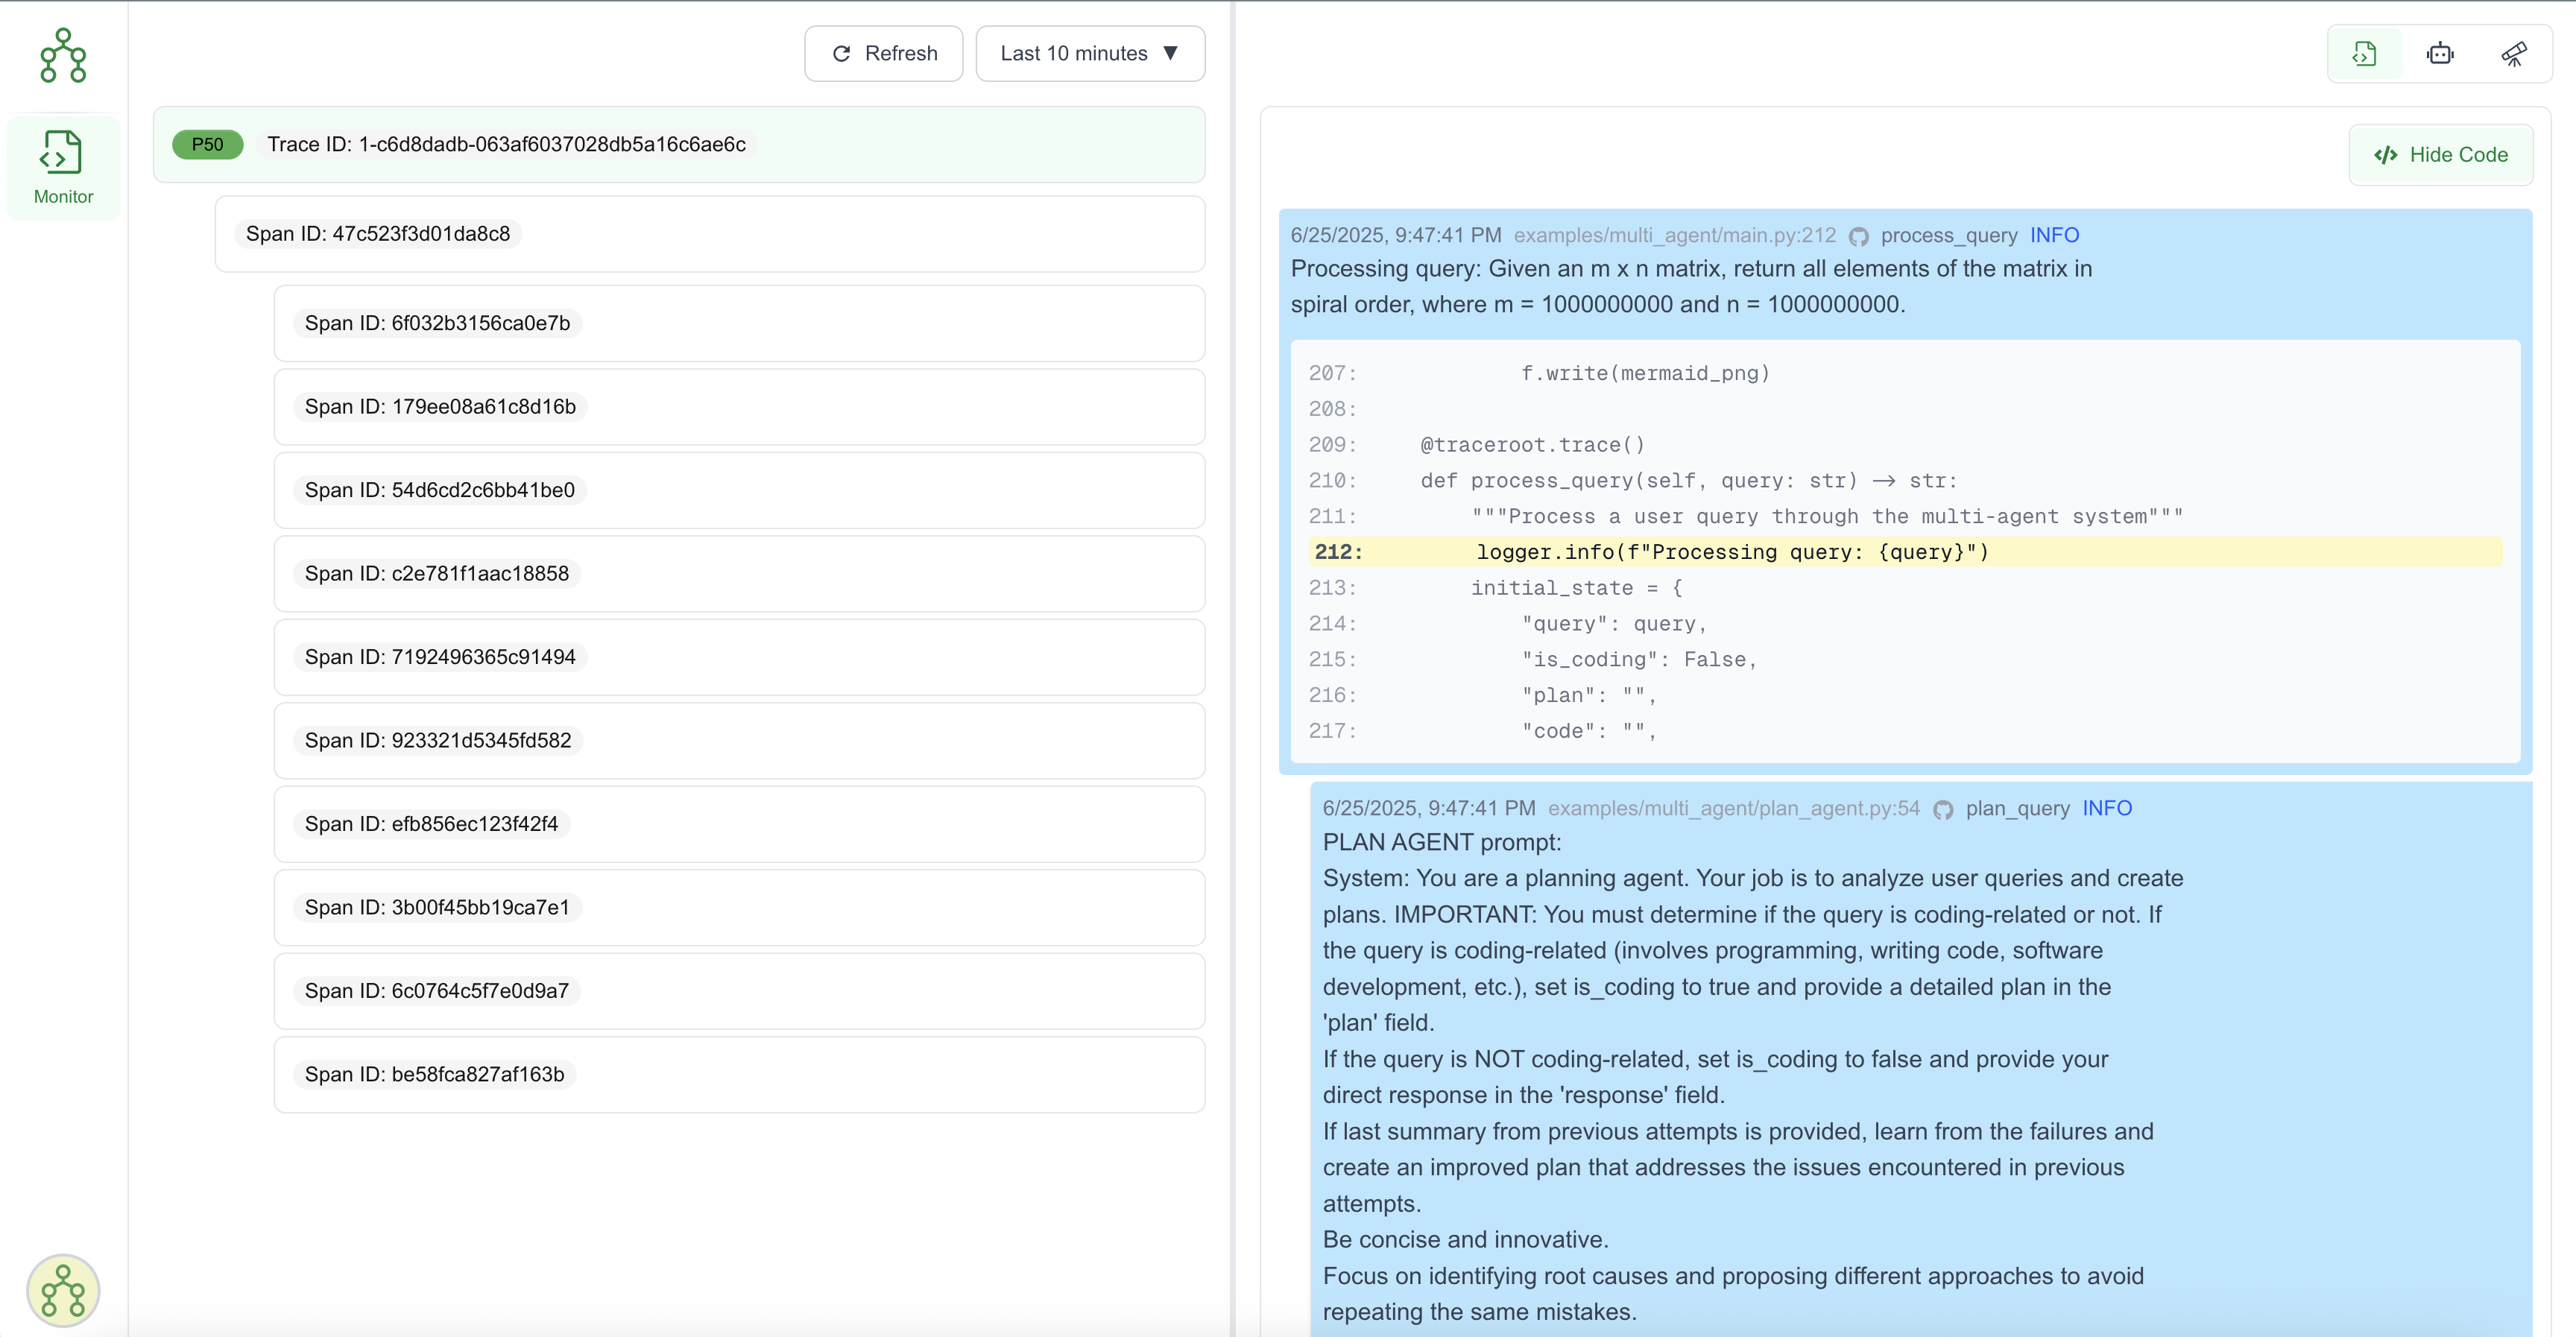 Refresh
Last 10 minutes ▼
Monitor
P50 Trace ID: 1-c6d8dadb-063af6037028db5a16c6ae6c
Span ID: 47c523f3d01da8c8
Span ID: 6f032b3156ca0e7b
Span ID: 179ee08a61c8d16b
Span ID: 54d6cd2c6bb41be0
Span ID: c2e781f1aac18858
Span ID: 7192496365c91494
Span ID: 923321d5345fd582
Span ID: efb856ec123f42f4
Span ID: 3b00f45bb19ca7e1
Span ID: 6c0764c5f7e0d9a7
Span ID: be58fca827af163b
</> Hide Code
6/25/2025, 9:47:41 PM examples/multi_agent/main.py:212 process_query INFO
Processing query: Given an m x n matrix, return all elements of the matrix in
spiral order, where m = 1000000000 and n = 1000000000.
207:             f.write(mermaid_png)
208:
209:     @traceroot.trace()
210:     def process_query(self, query: str) -> str:
211:         """Process a user query through the multi-agent system"""
212:         logger.info(f"Processing query: {query}")
213:         initial_state = {
214:             "query": query,
215:             "is_coding": False,
216:             "plan": "",
217:             "code": "",
6/25/2025, 9:47:41 PM examples/multi_agent/plan_agent.py:54 plan_query INFO
PLAN AGENT prompt:
System: You are a planning agent. Your job is to analyze user queries and create
plans. IMPORTANT: You must determine if the query is coding-related or not. If
the query is coding-related (involves programming, writing code, software
development, etc.), set is_coding to true and provide a detailed plan in the
'plan' field.
If the query is NOT coding-related, set is_coding to false and provide your
direct response in the 'response' field.
If last summary from previous attempts is provided, learn from the failures and
create an improved plan that addresses the issues encountered in previous
attempts.
Be concise and innovative.
Focus on identifying root causes and proposing different approaches to avoid
repeating the same mistakes.